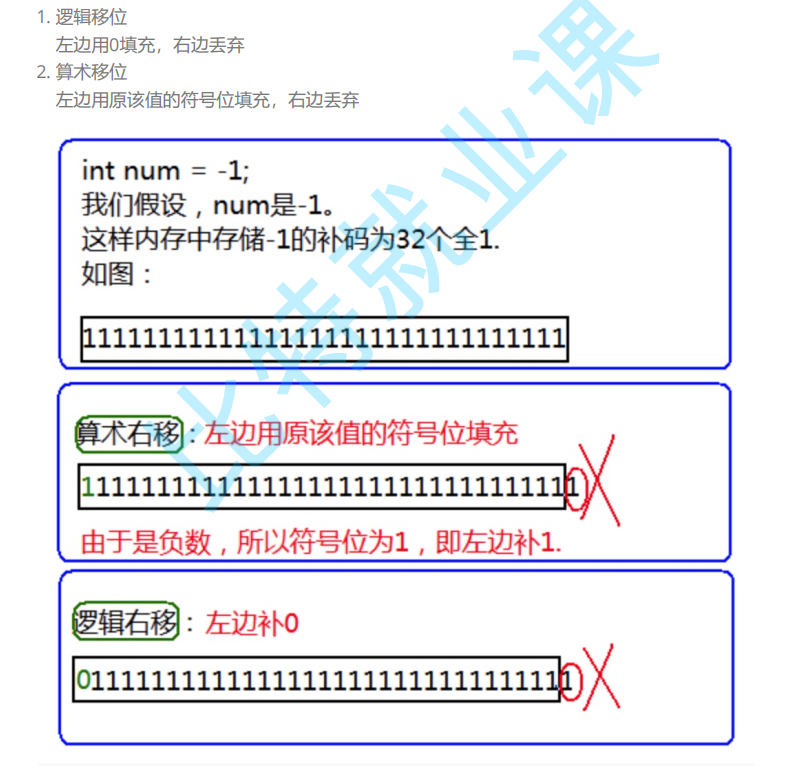 1. 逻辑移位
左边用0填充，右边丢弃
2. 算术移位
左边用原该值的符号位填充，右边丢弃
int num = -1;
我们假设，num是-1。
这样内存中存储-1的补码为32个全1.
如图：
11111111111111111111111111111111
算术右移：左边用原该值的符号位填充
111111111111111111111111111111111
由于是负数，所以符号位为1，即左边补1.
逻辑右移：左边补0
011111111111111111111111111111111
比特就业课